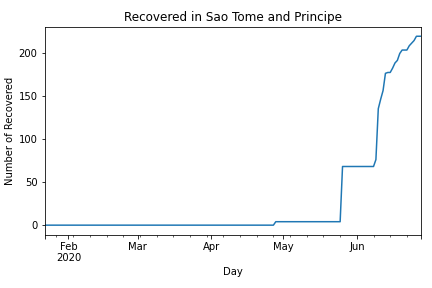 Recovered in Sao Tome and Principe
Number of Recovered
200
150
100
50
0
Feb Mar Apr May Jun
2020
Day